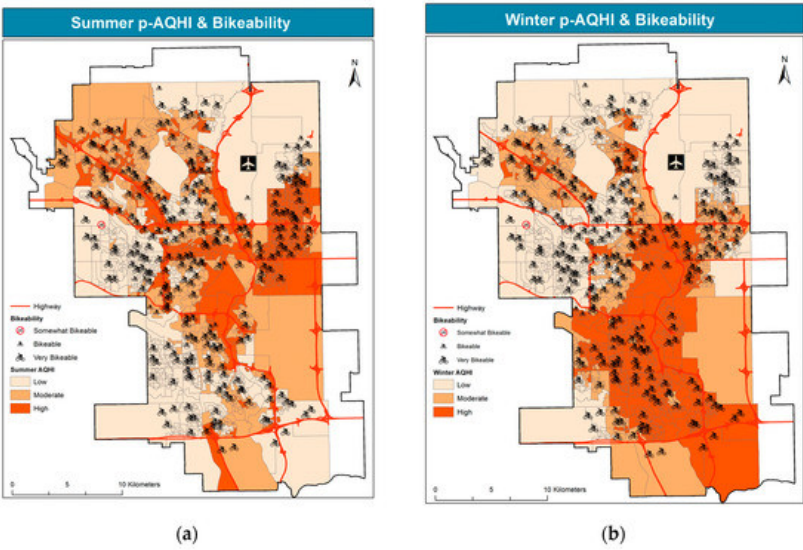 Summer p-AQHI & Bikeability
N
Highway
Bikeability
Somewhat Bikeable
Bikeable
Very Bikeable
Summer AQHI
Low
Moderate
High
0 5 10 Kilometers
(a)
Winter p-AQHI & Bikeability
N
Highway
Bikeability
Somewhat Bikeable
Bikeable
Very Bikeable
Winter AQHI
Low
Moderate
High
0 5 10 Kilometers
(b)